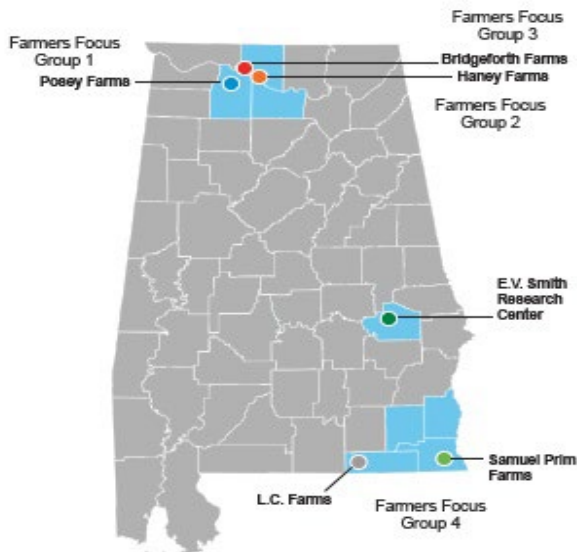 Farmers Focus
Group 1
Posey Farms
Farmers Focus
Group 3
Bridgeforth Farms
Haney Farms
Farmers Focus
Group 2
E.V. Smith
Research
Center
Samuel Prim
Farms
L.C. Farms
Farmers Focus
Group 4